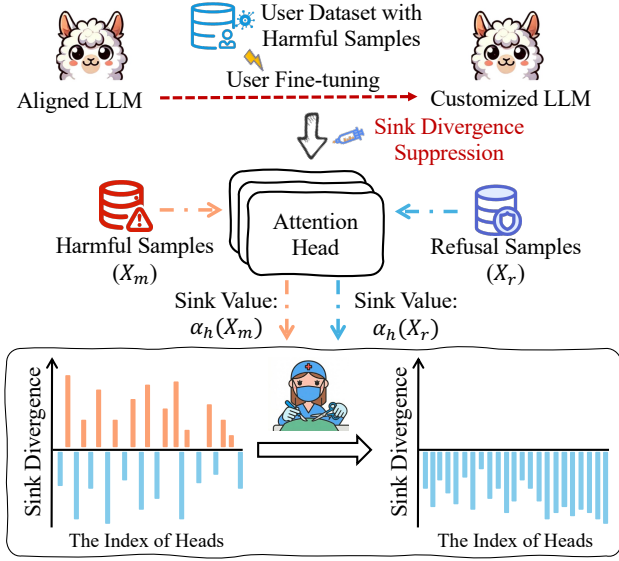 User Dataset with
Harmful Samples
User Fine-tuning
Aligned LLM
Customized LLM
Sink Divergence
Suppression
Attention
Head
Harmful Samples
(X_m)
Refusal Samples
(X_r)
Sink Value:
α_h(X_m)
Sink Value:
α_h(X_r)
Sink Divergence
The Index of Heads
Sink Divergence
The Index of Heads